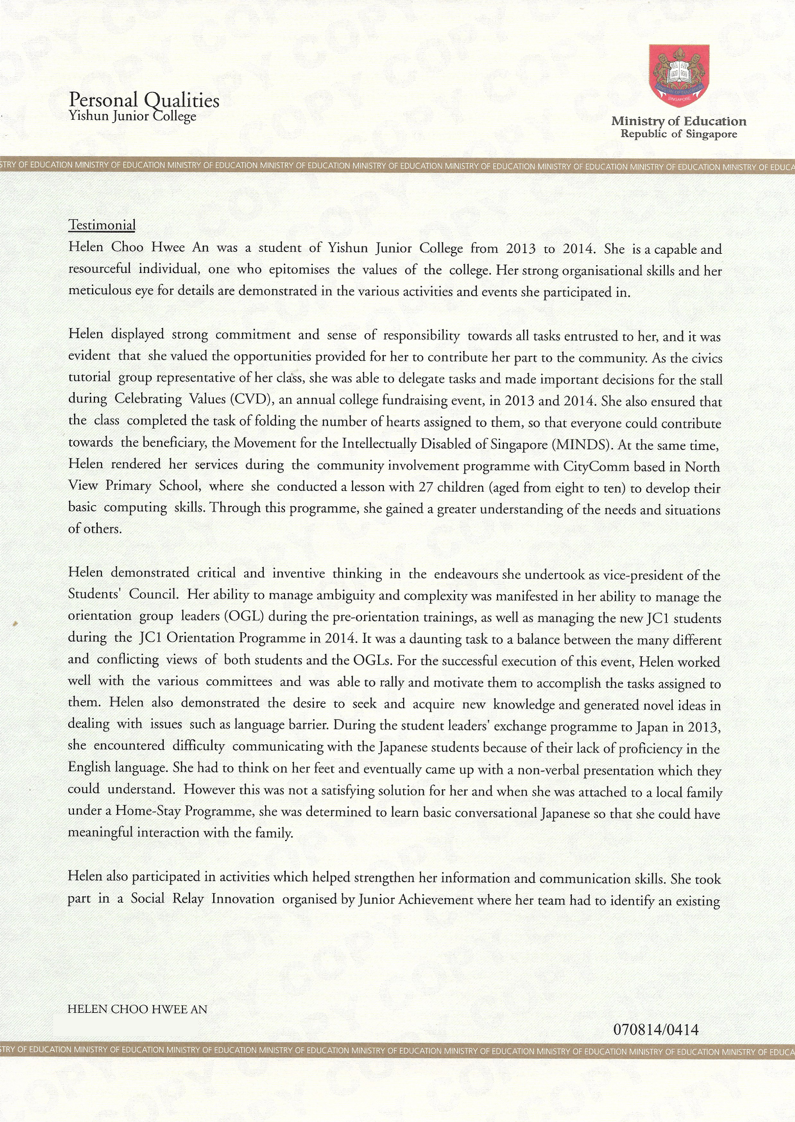 Personal Qualities
Yishun Junior College
Ministry of Education
Republic of Singapore
STRY OF EDUCATION MINISTRY OF EDUCATION MINISTRY OF EDUCATION MINISTRY OF EDUCATION MINISTRY OF EDUCATION MINISTRY OF EDUCATION MINISTRY OF EDUCATION MINISTRY OF EDUCATION MINISTRY OF EDUCA
Testimonial
Helen Choo Hwee An was a student of Yishun Junior College from 2013 to 2014. She is a capable and
resourceful individual, one who epitomises the values of the college. Her strong organisational skills and her
meticulous eye for details are demonstrated in the various activities and events she participated in.
Helen displayed strong commitment and sense of responsibility towards all tasks entrusted to her, and it was
evident that she valued the opportunities provided for her to contribute her part to the community. As the civics
tutorial group representative of her class, she was able to delegate tasks and made important decisions for the stall
during Celebrating Values (CVD), an annual college fundraising event, in 2013 and 2014. She also ensured that
the class completed the task of folding the number of hearts assigned to them, so that everyone could contribute
towards the beneficiary, the Movement for the Intellectually Disabled of Singapore (MINDS). At the same time,
Helen rendered her services during the community involvement programme with CityComm based in North
View Primary School, where she conducted a lesson with 27 children (aged from eight to ten) to develop their
basic computing skills. Through this programme, she gained a greater understanding of the needs and situations
of others.
Helen demonstrated critical and inventive thinking in the endeavours she undertook as vice-president of the
Students' Council. Her ability to manage ambiguity and complexity was manifested in her ability to manage the
orientation group leaders (OGL) during the pre-orientation trainings, as well as managing the new JC1 students
during the JC1 Orientation Programme in 2014. It was a daunting task to a balance between the many different
and conflicting views of both students and the OGLs. For the successful execution of this event, Helen worked
well with the various committees and was able to rally and motivate them to accomplish the tasks assigned to
them. Helen also demonstrated the desire to seek and acquire new knowledge and generated novel ideas in
dealing with issues such as language barrier. During the student leaders' exchange programme to Japan in 2013,
she encountered difficulty communicating with the Japanese students because of their lack of proficiency in the
English language. She had to think on her feet and eventually came up with a non-verbal presentation which they
could understand. However this was not a satisfying solution for her and when she was attached to a local family
under a Home-Stay Programme, she was determined to learn basic conversational Japanese so that she could have
meaningful interaction with the family.
Helen also participated in activities which helped strengthen her information and communication skills. She took
part in a Social Relay Innovation organised by Junior Achievement where her team had to identify an existing
HELEN CHOO HWEE AN
070814/0414
STRY OF EDUCATION MINISTRY OF EDUCATION MINISTRY OF EDUCATION MINISTRY OF EDUCATION MINISTRY OF EDUCATION MINISTRY OF EDUCATION MINISTRY OF EDUCATION MINISTRY OF EDUCATION MINISTRY OF EDUCA